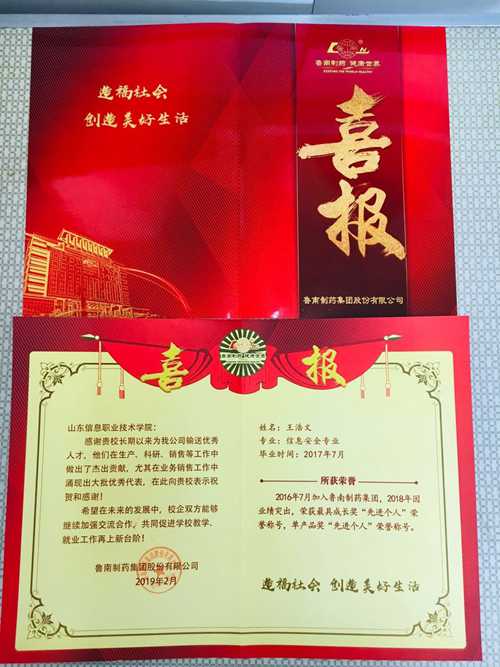 鲁南制药 健康世界
KEEPING THE WORLD HEALTHY
造福社会
创造美好生活
喜报
鲁南制药集团股份有限公司
鲁南制药 健康世界
喜报
山东信息职业技术学院:
感谢贵校长期以来为我公司输送优秀
人才,他们在生产、科研、销售等工作中
做出了杰出贡献,尤其在业务销售工作中
涌现出大批优秀代表,在此向贵校表示祝
贺和感谢!
希望在未来的发展中,校企双方能够
继续加强交流合作,共同促进学校教学、
就业工作再上新台阶!
鲁南制药集团股份有限公司
2019年2月
姓名:王浩文
专业:信息安全专业
毕业时间:2017年7月
所获荣誉
2016年7月加入鲁南制药集团,2018年因
业绩突出,荣获最具成长奖“先进个人”荣
誉称号,单产品奖“先进个人”荣誉称号。
造福社会 创造美好生活